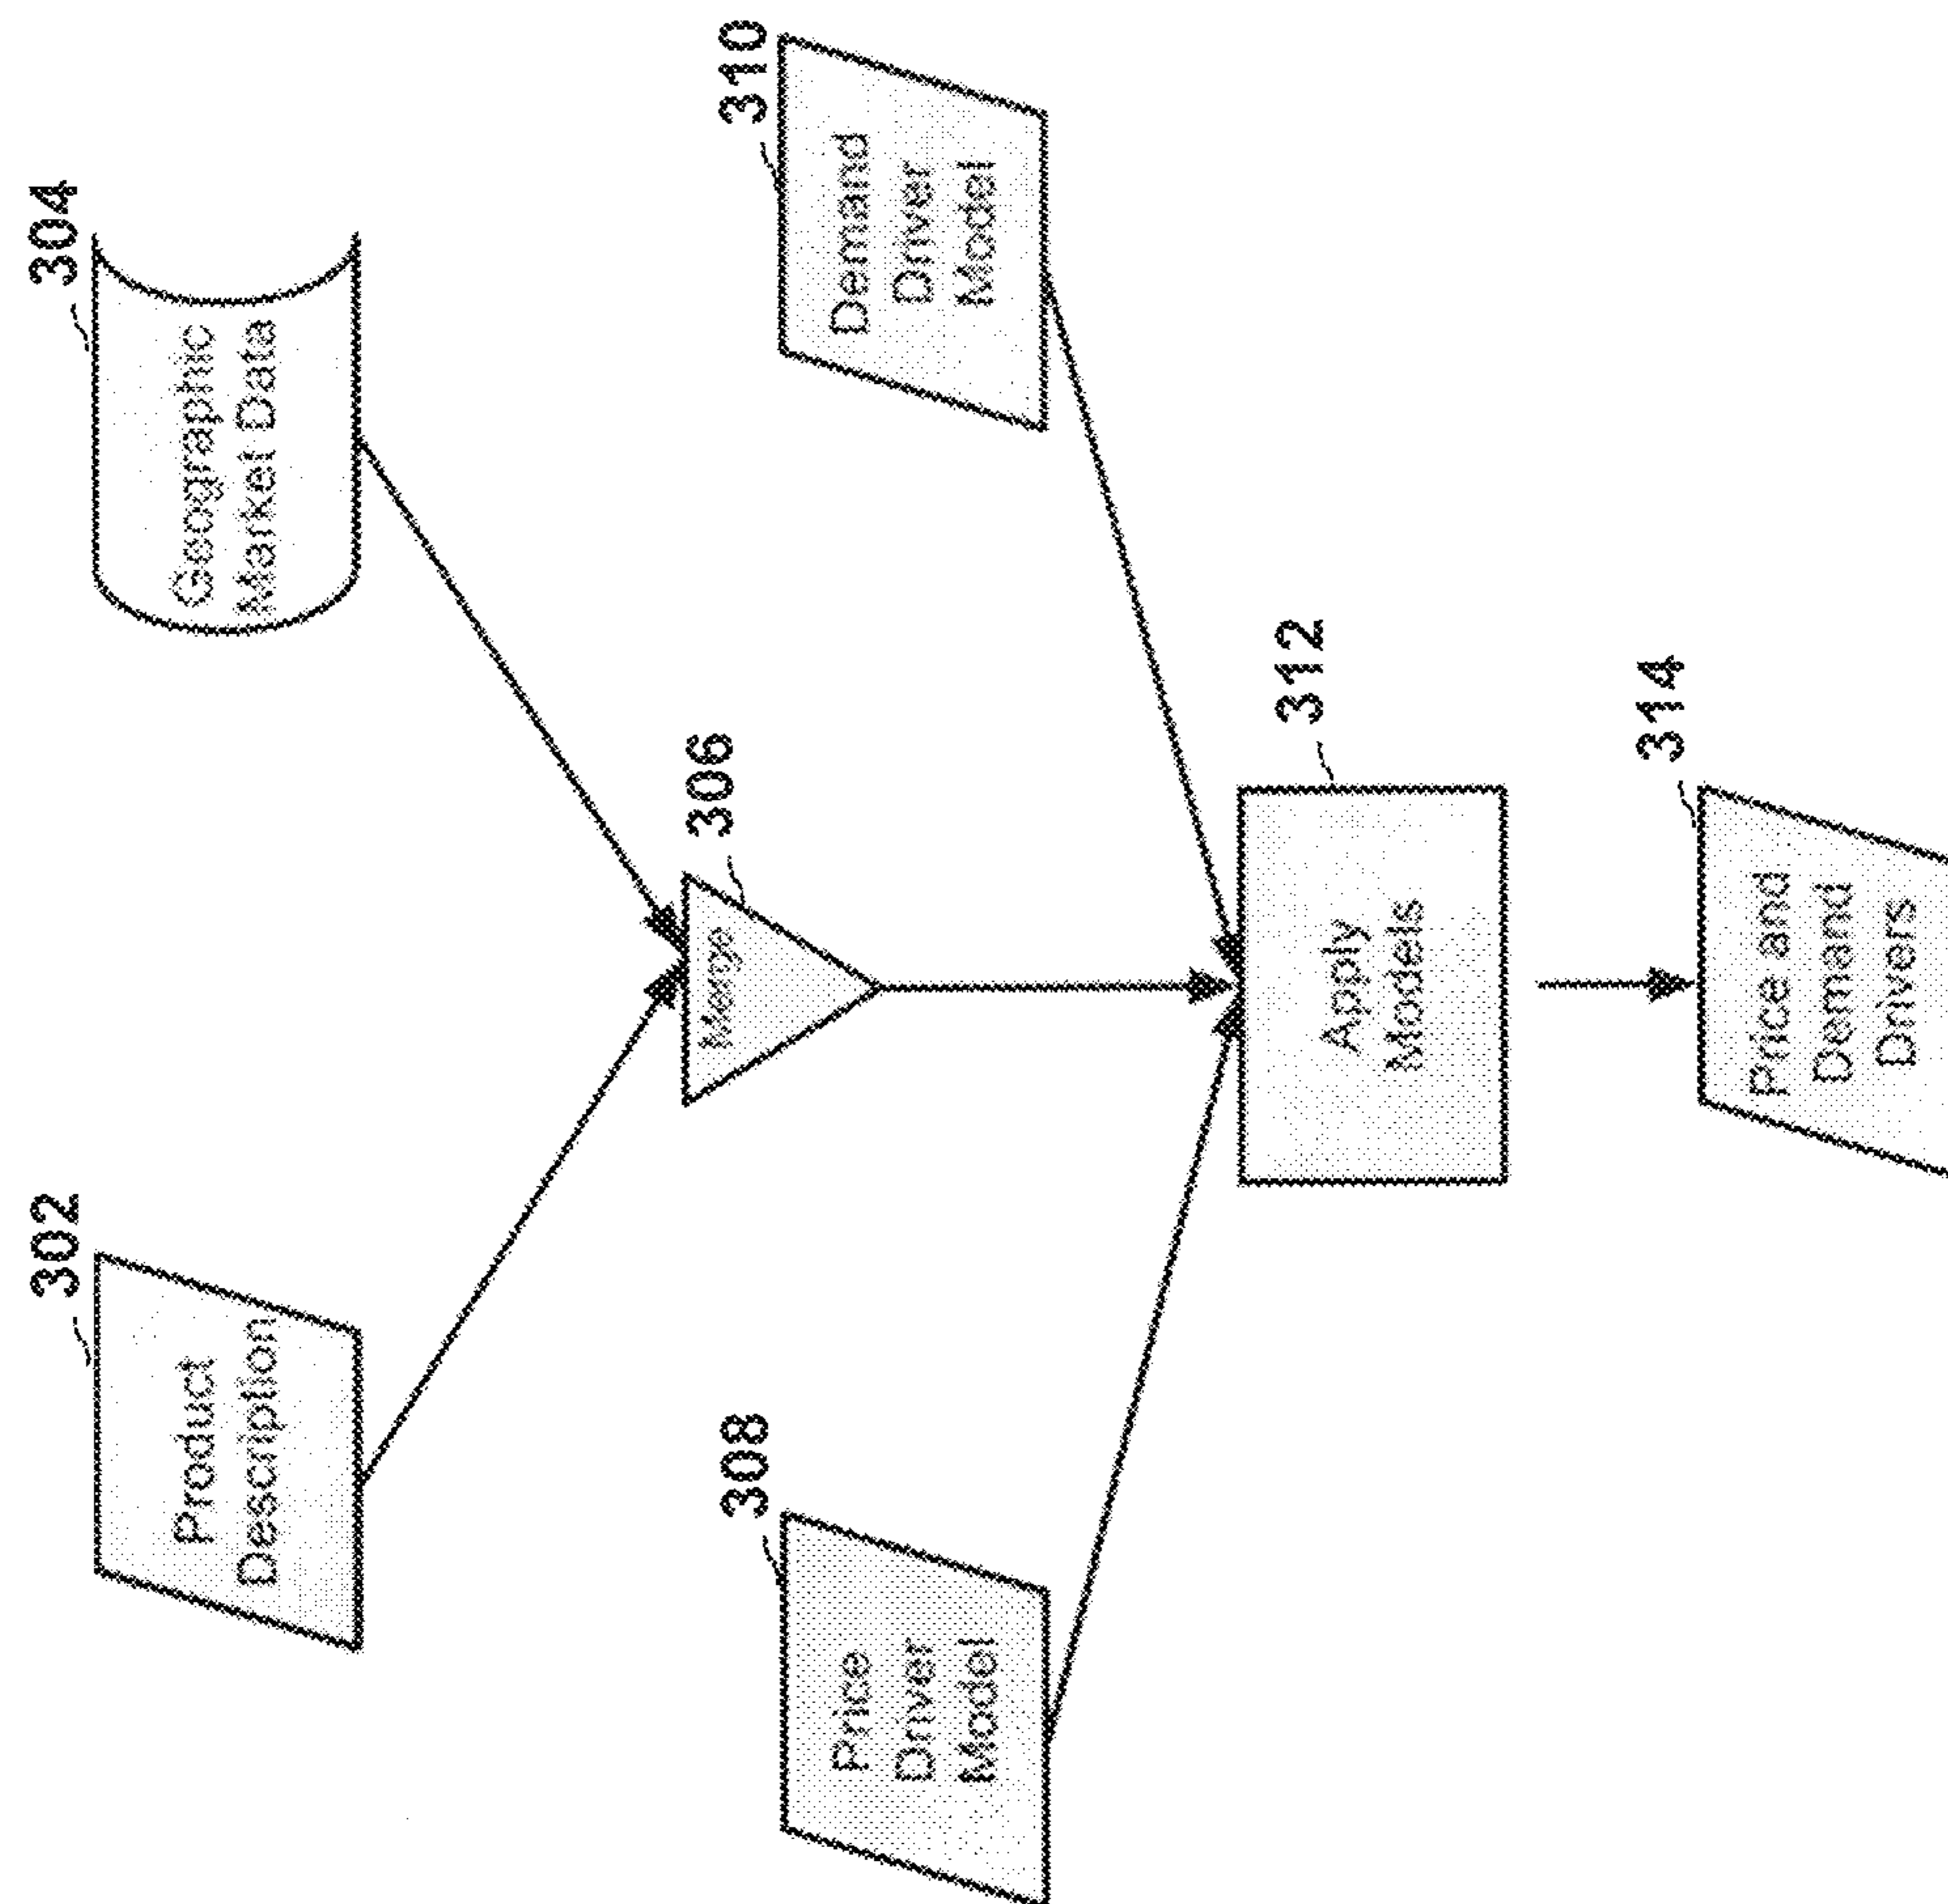 302
Product
Description
304
Geographic
Market Data
306
Merge
308
Price
Driver
Model
310
Demand
Driver
Model
312
Apply
Models
314
Price and
Demand
Drivers